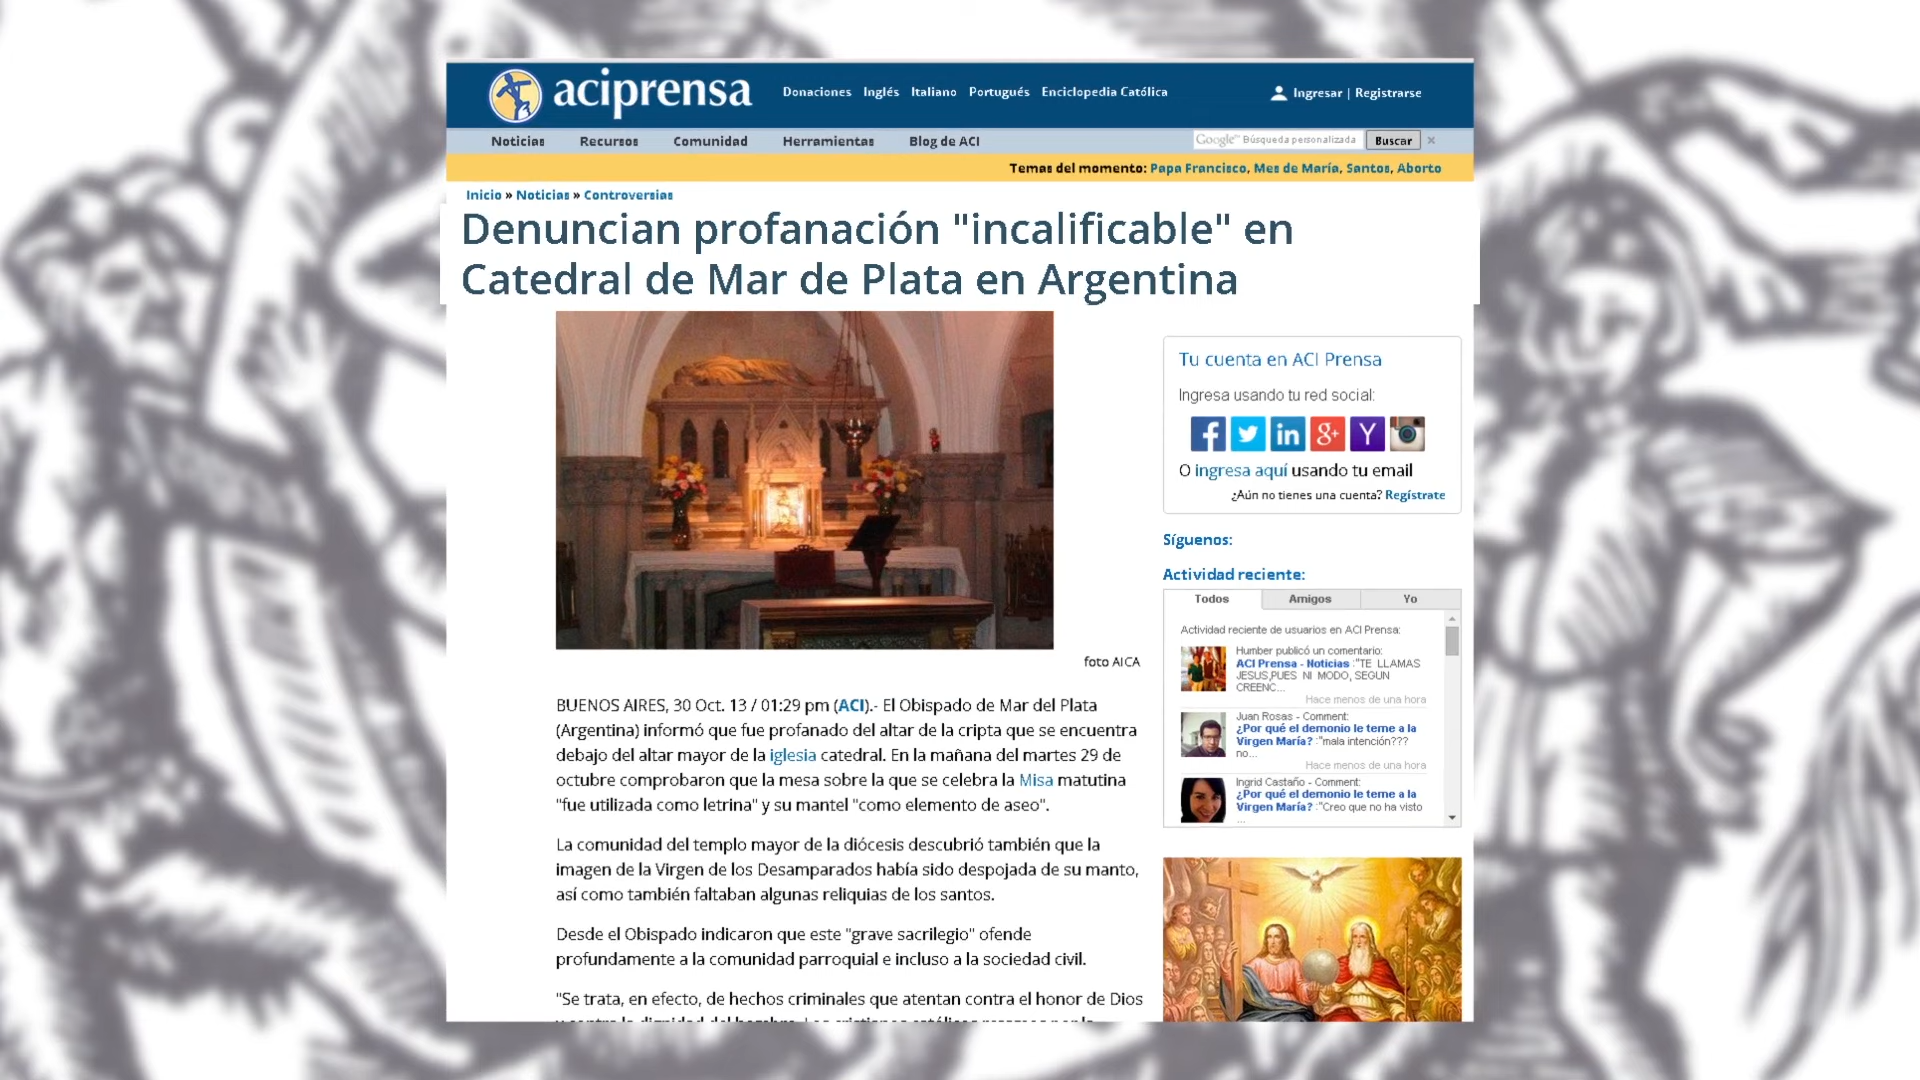 aciprensa
Donaciones Inglés Italiano Portugués Enciclopedia Católica
Ingresar | Registrarse
Noticias Recursos Comunidad Herramientas Blog de ACI
Google™ Búsqueda personalizada Buscar ×
Temas del momento: Papa Francisco, Mes de María, Santos, Aborto
Inicio » Noticias » Controversias
Denuncian profanación "incalificable" en
Catedral de Mar de Plata en Argentina
foto AICA
BUENOS AIRES, 30 Oct. 13 / 01:29 pm (ACI).- El Obispado de Mar del Plata
(Argentina) informó que fue profanado del altar de la cripta que se encuentra
debajo del altar mayor de la iglesia catedral. En la mañana del martes 29 de
octubre comprobaron que la mesa sobre la que se celebra la Misa matutina
"fue utilizada como letrina" y su mantel "como elemento de aseo".
La comunidad del templo mayor de la diócesis descubrió también que la
imagen de la Virgen de los Desamparados había sido despojada de su manto,
así como también faltaban algunas reliquias de los santos.
Desde el Obispado indicaron que este "grave sacrilegio" ofende
profundamente a la comunidad parroquial e incluso a la sociedad civil.
"Se trata, en efecto, de hechos criminales que atentan contra el honor de Dios
Tu cuenta en ACI Prensa
Ingresa usando tu red social:
O ingresa aquí usando tu email
¿Aún no tienes una cuenta? Regístrate
Síguenos:
Actividad reciente:
Todos Amigos Yo
Actividad reciente de usuarios en ACI Prensa:
Humber publicó un comentario:
ACI Prensa - Noticias :"TE LLAMAS
JESUS,PUES NI MODO, SEGUN
CREENC...
Hace menos de una hora
Juan Rosas - Comment:
¿Por qué el demonio le teme a la
Virgen María? :"mala intención???
no...
Hace menos de una hora
Ingrid Castaño - Comment:
¿Por qué el demonio le teme a la
Virgen María? :"Creo que no ha visto
...